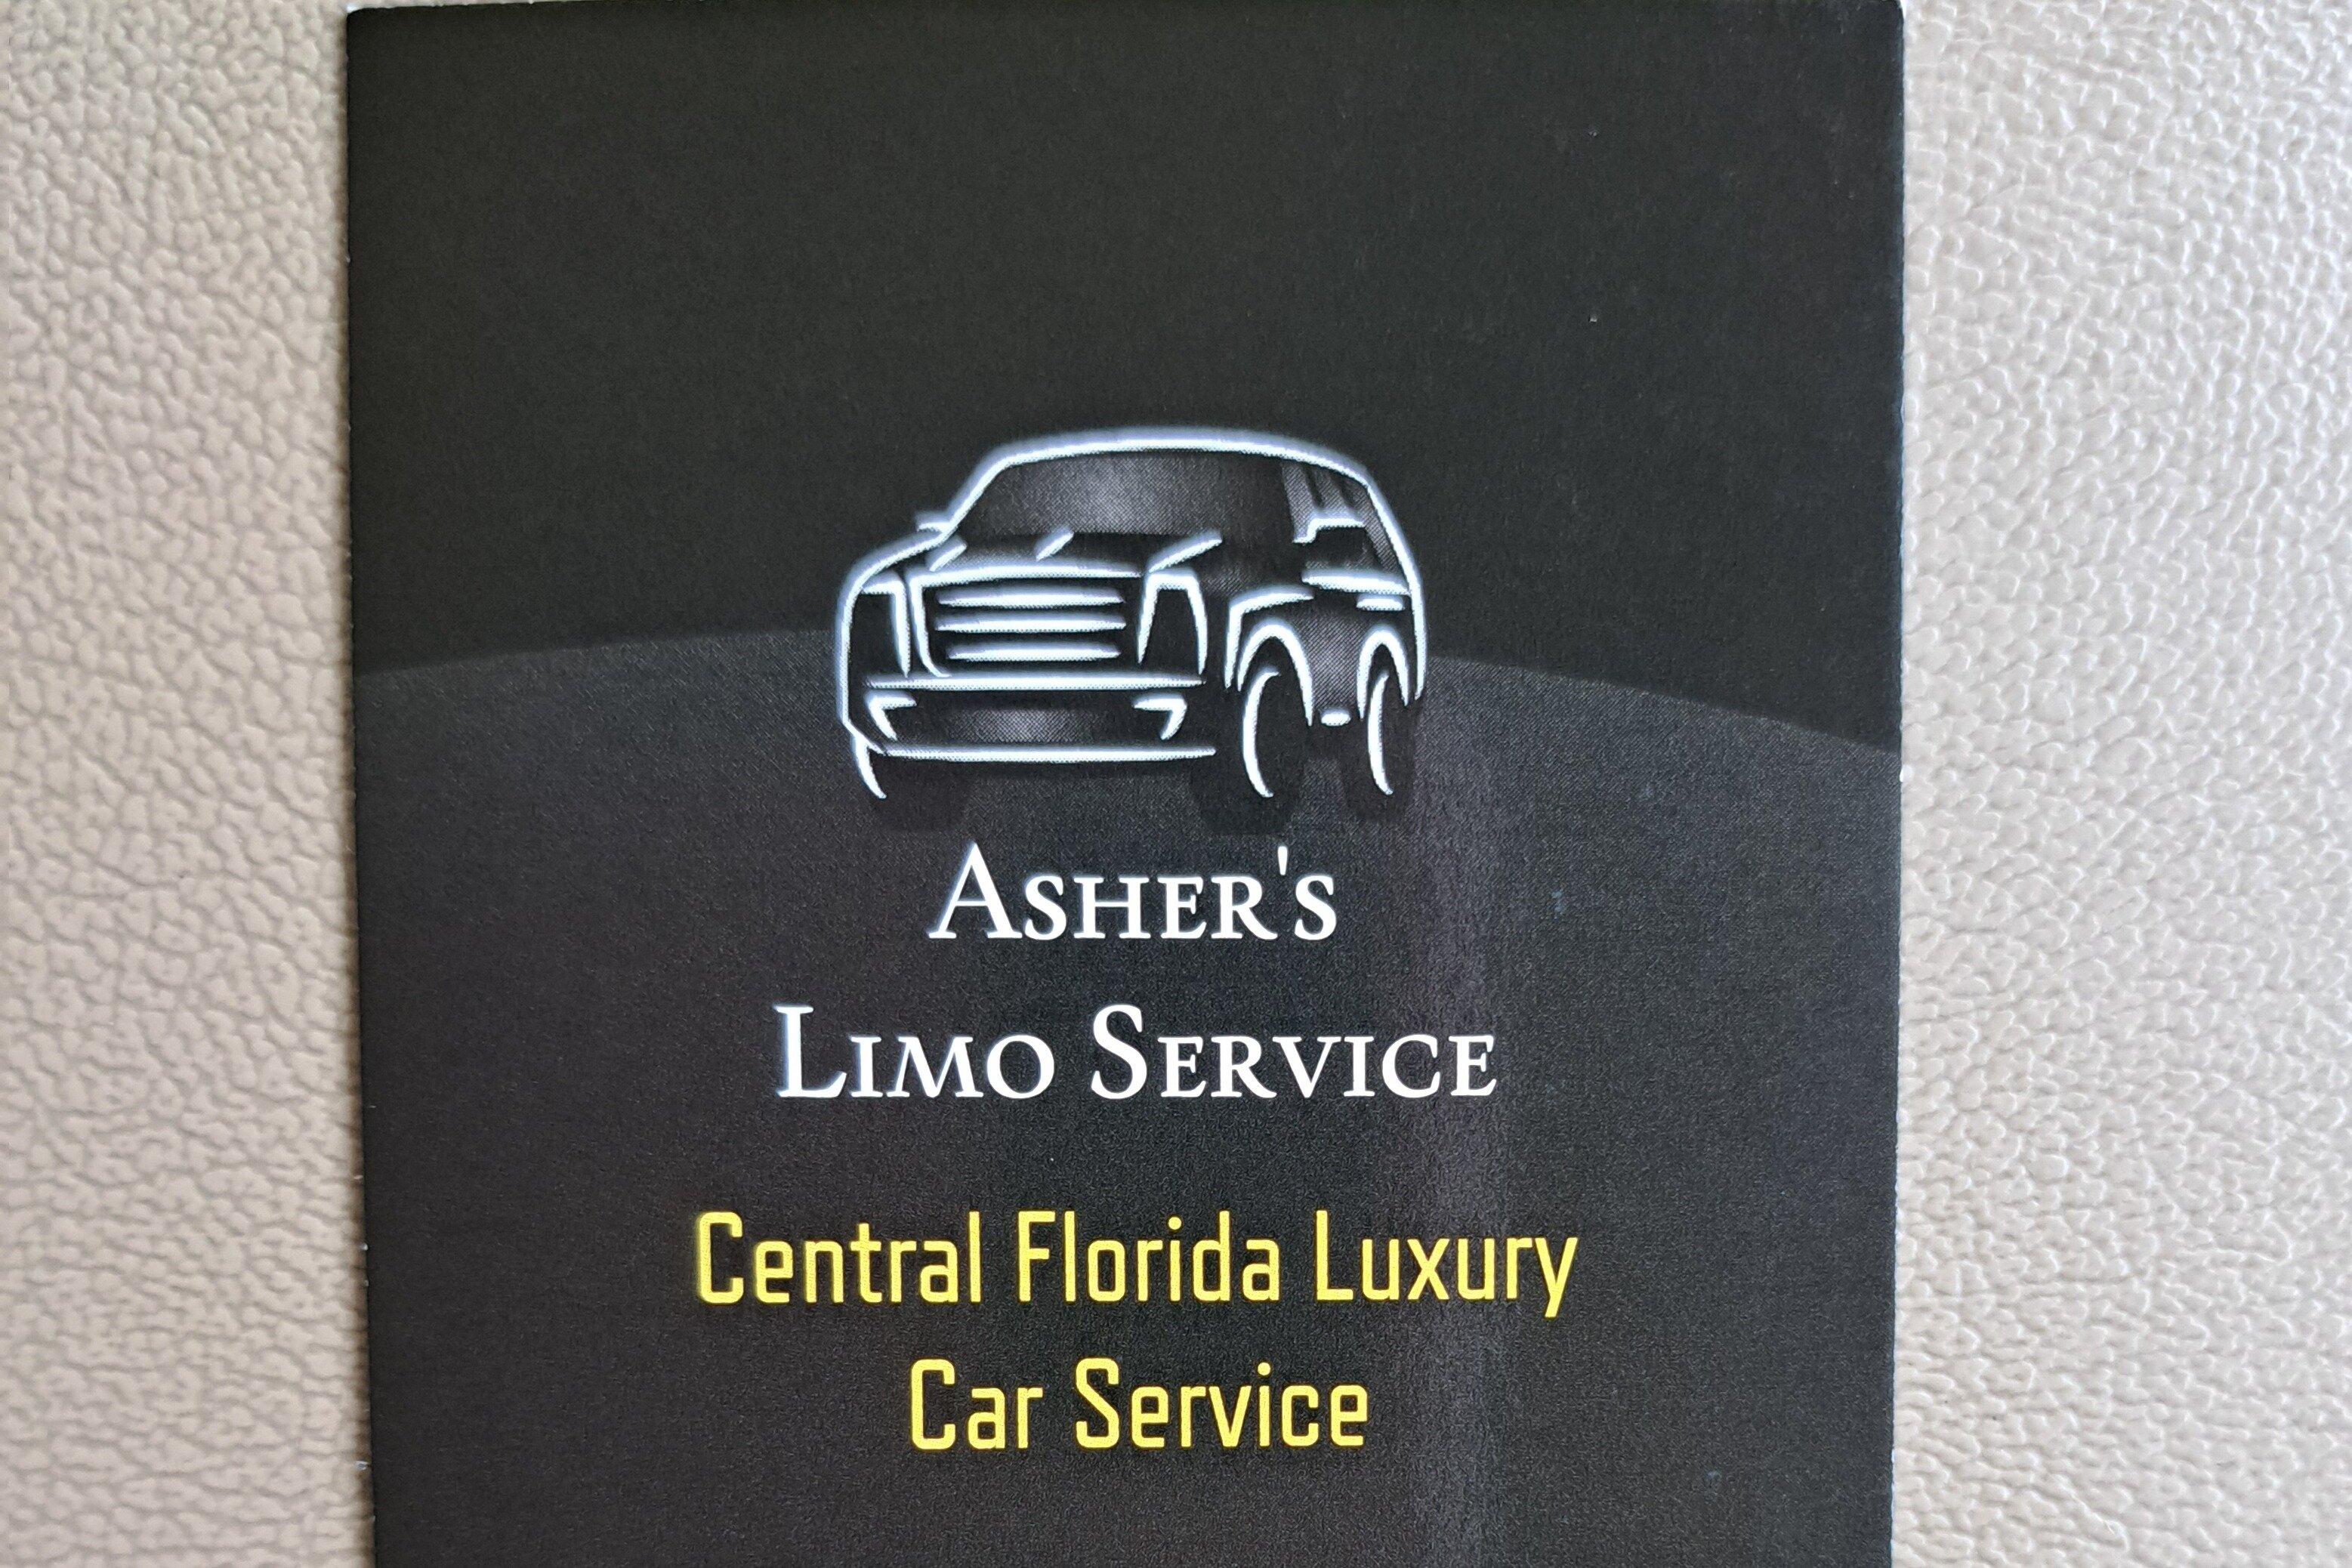 Asher's
Limo Service
Central Florida Luxury
Car Service